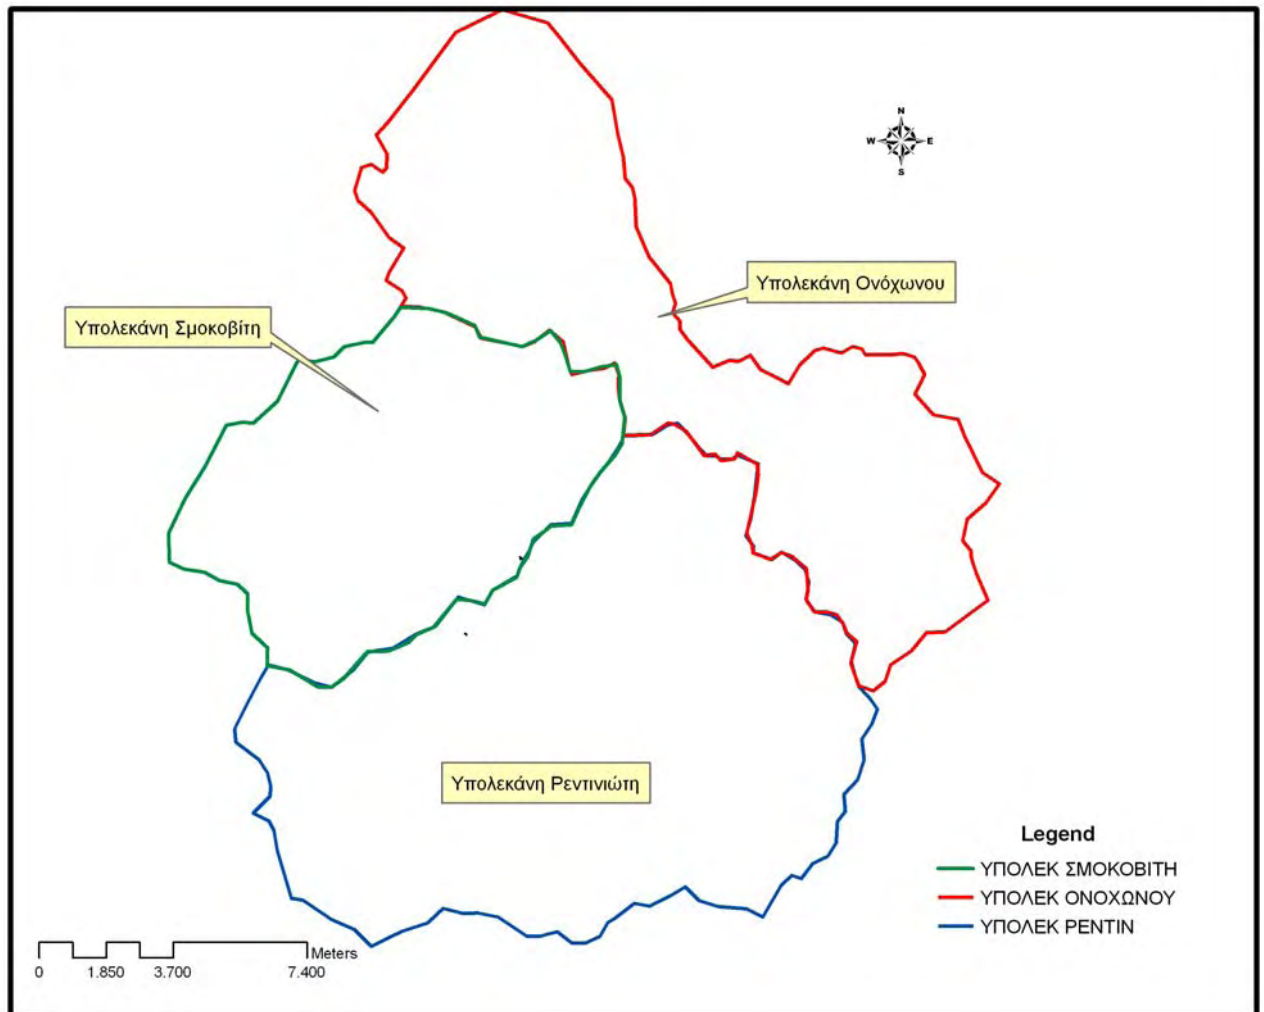 N
W E
S
Υπολεκάνη Ονόχωνου
Υπολεκάνη Σμοκοβίτη
Υπολεκάνη Ρεντινιώτη
Legend
ΥΠΟΛΕΚ ΣΜΟΚΟΒΙΤΗ
ΥΠΟΛΕΚ ΟΝΟΧΩΝΟΥ
ΥΠΟΛΕΚ ΡΕΝΤΙΝ
Meters
0 1.850 3.700 7.400